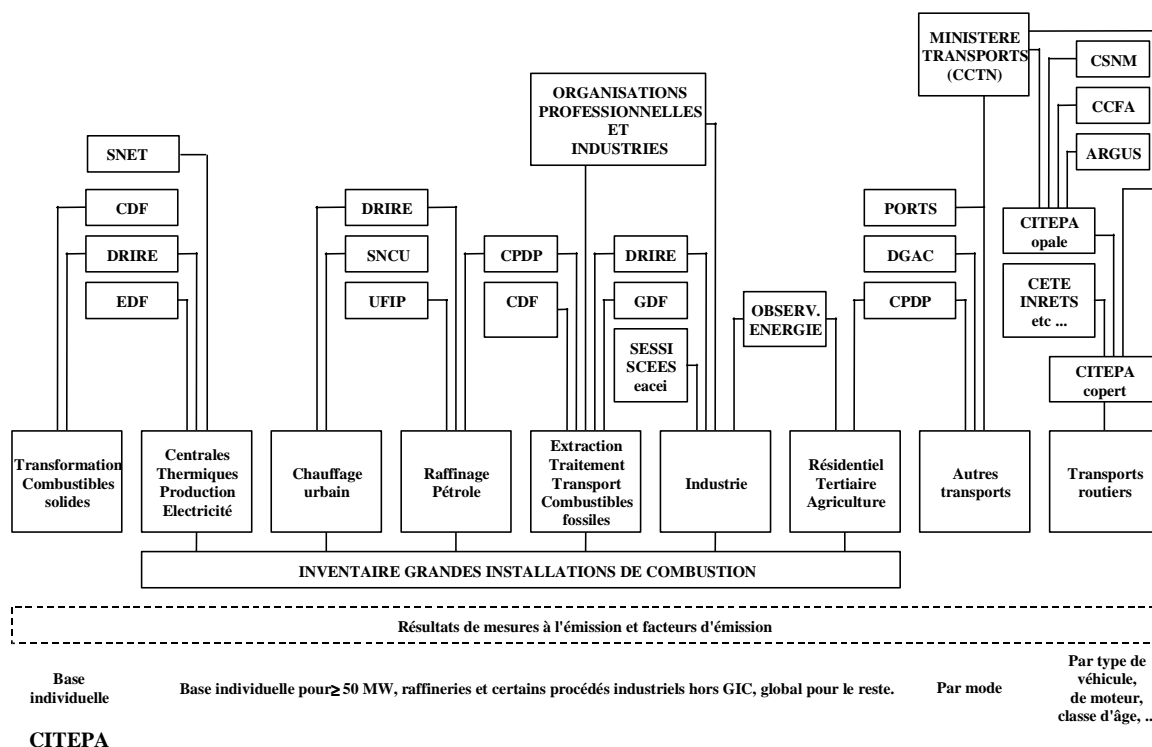 MINISTERE
TRANSPORTS
(CCTN)
CSNM
CCFA
ARGUS
ORGANISATIONS
PROFESSIONNELLES
ET
INDUSTRIES
SNET
CDF
DRIRE
EDF
DRIRE
SNCU
UFIP
CPDP
CDF
DRIRE
GDF
SESSI
SCEES
eacei
OBSERV.
ENERGIE
PORTS
DGAC
CPDP
CITEPA
opale
CETE
INRETS
etc ...
CITEPA
copert
Transformation
Combustibles
solides
Centrales
Thermiques
Production
Electricité
Chauffage
urbain
Raffinage
Pétrole
Extraction
Traitement
Transport
Combustibles
fossiles
Industrie
Résidentiel
Tertiaire
Agriculture
Autres
transports
Transports
routiers
INVENTAIRE GRANDES INSTALLATIONS DE COMBUSTION
Résultats de mesures à l'émission et facteurs d'émission
Base
individuelle
Base individuelle pour ≥ 50 MW, raffineries et certains procédés industriels hors GIC, global pour le reste.
Par mode
Par type de
véhicule,
de moteur,
classe d'âge, ..
CITEPA